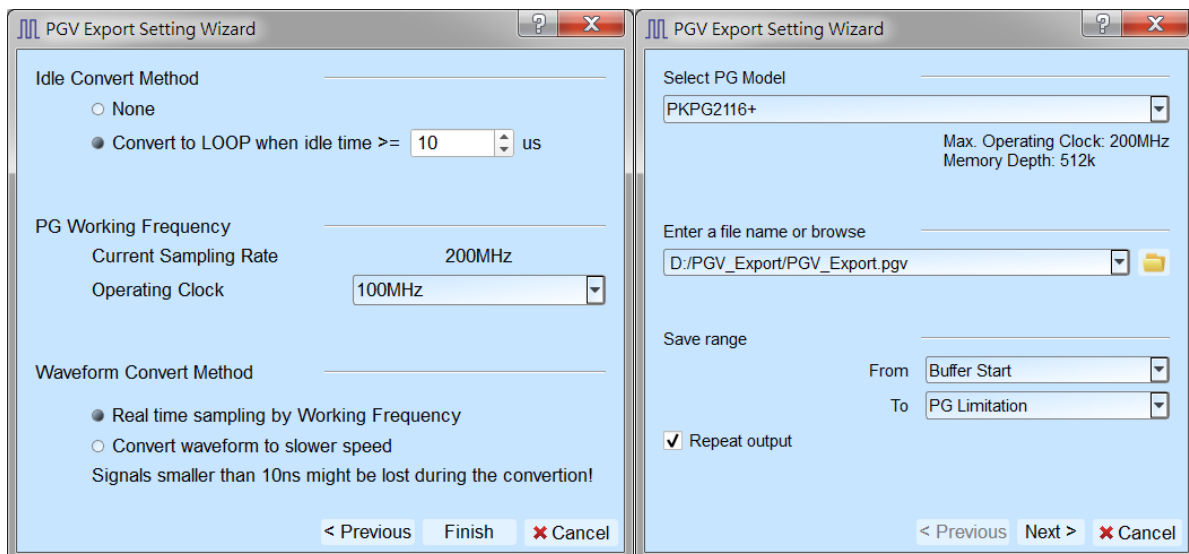 PGV Export Setting Wizard
Idle Convert Method
None
Convert to LOOP when idle time >= 10 us
PG Working Frequency
Current Sampling Rate 200MHz
Operating Clock 100MHz
Waveform Convert Method
Real time sampling by Working Frequency
Convert waveform to slower speed
Signals smaller than 10ns might be lost during the convertion!
< Previous Finish Cancel
PGV Export Setting Wizard
Select PG Model
PKPG2116+
Max. Operating Clock: 200MHz
Memory Depth: 512k
Enter a file name or browse
D:/PGV_Export/PGV_Export.pgv
Save range
From Buffer Start
To PG Limitation
Repeat output
< Previous Next > Cancel